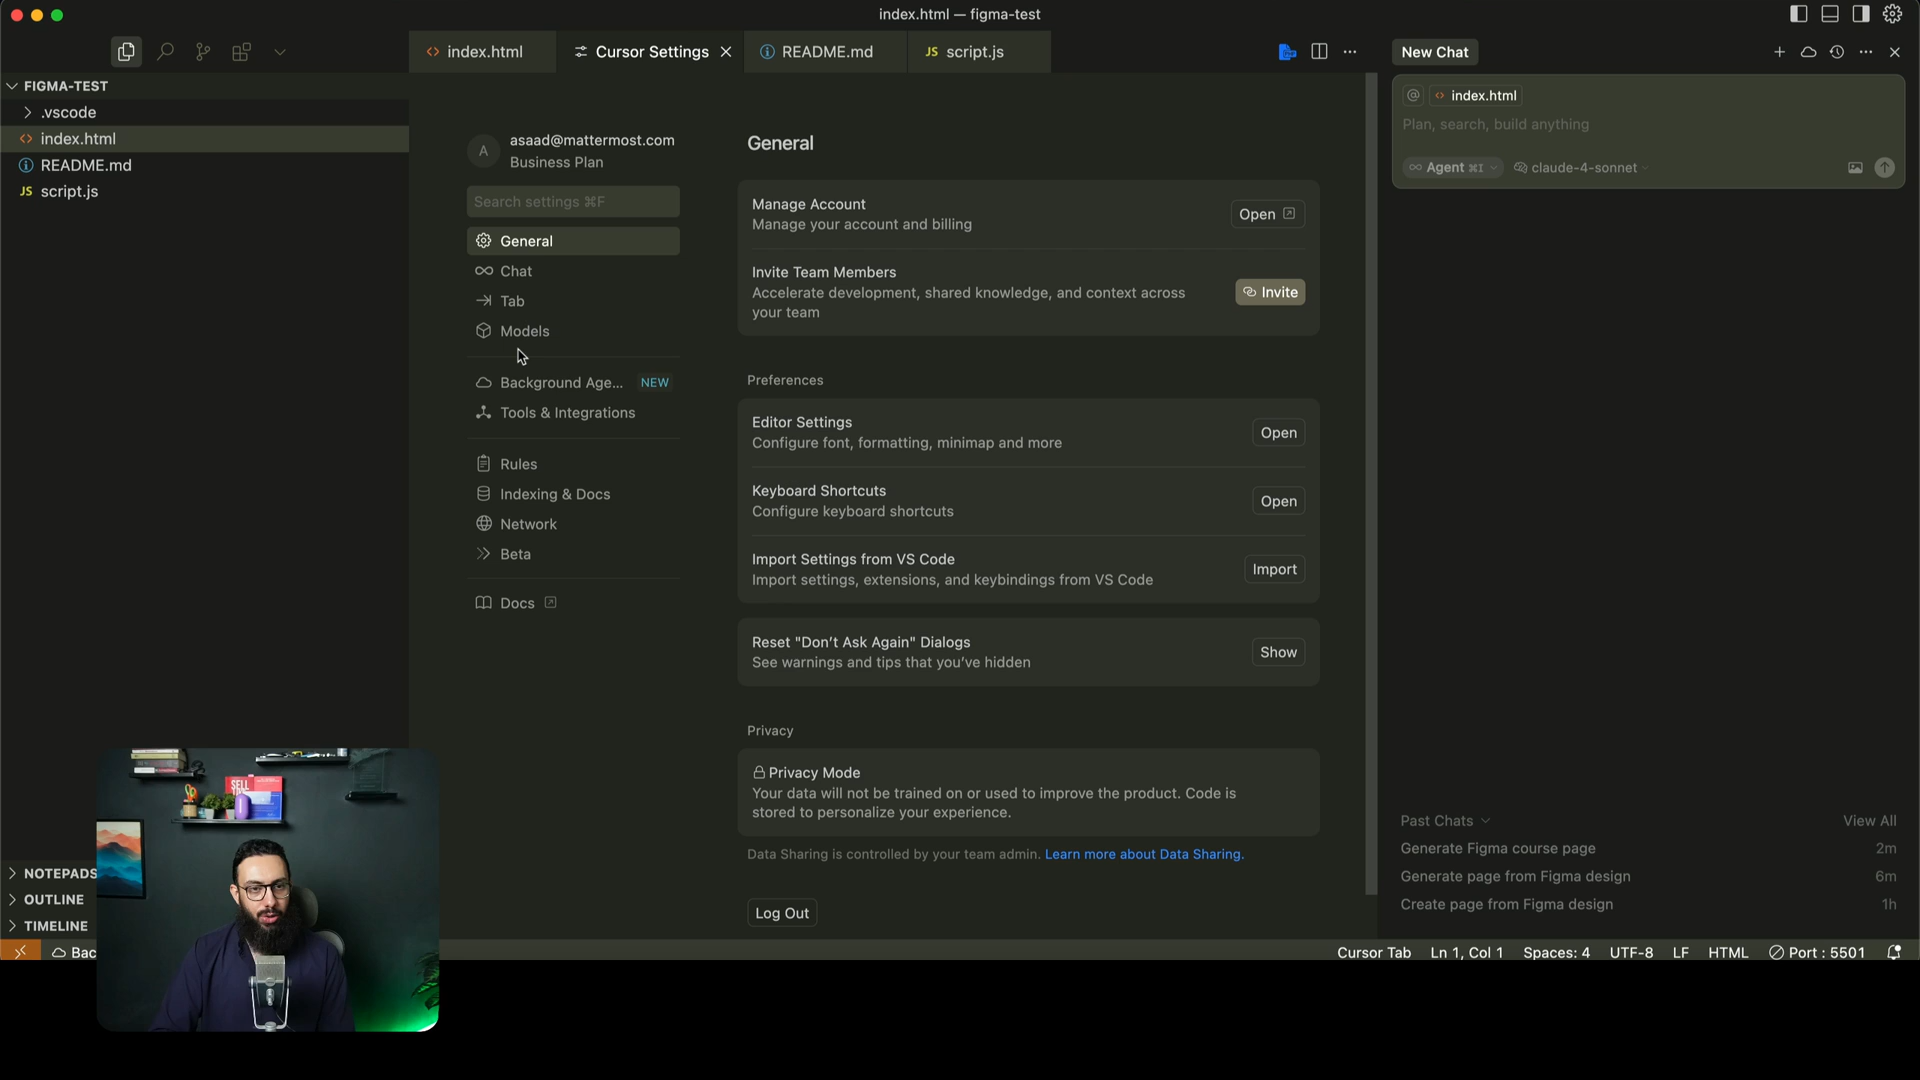 index.html — figma-test
index.html
Cursor Settings
README.md
JS script.js
New Chat
FIGMA-TEST
.vscode
index.html
README.md
JS script.js
A
asaad@mattermost.com
Business Plan
Search settings ⌘F
General
Chat
Tab
Models
Background Age... NEW
Tools & Integrations
Rules
Indexing & Docs
Network
Beta
Docs
General
Manage Account
Manage your account and billing
Open
Invite Team Members
Accelerate development, shared knowledge, and context across
your team
Invite
Preferences
Editor Settings
Configure font, formatting, minimap and more
Open
Keyboard Shortcuts
Configure keyboard shortcuts
Open
Import Settings from VS Code
Import settings, extensions, and keybindings from VS Code
Import
Reset "Don't Ask Again" Dialogs
See warnings and tips that you've hidden
Show
Privacy
Privacy Mode
Your data will not be trained on or used to improve the product. Code is
stored to personalize your experience.
Data Sharing is controlled by your team admin. Learn more about Data Sharing.
Log Out
@ index.html
Plan, search, build anything
Agent ⌘I
claude-4-sonnet
Past Chats
View All
Generate Figma course page 2m
Generate page from Figma design 6m
Create page from Figma design 1h
NOTEPADS
OUTLINE
TIMELINE
SELL
Bac
Cursor Tab
Ln 1, Col 1
Spaces: 4
UTF-8
LF
HTML
Port : 5501